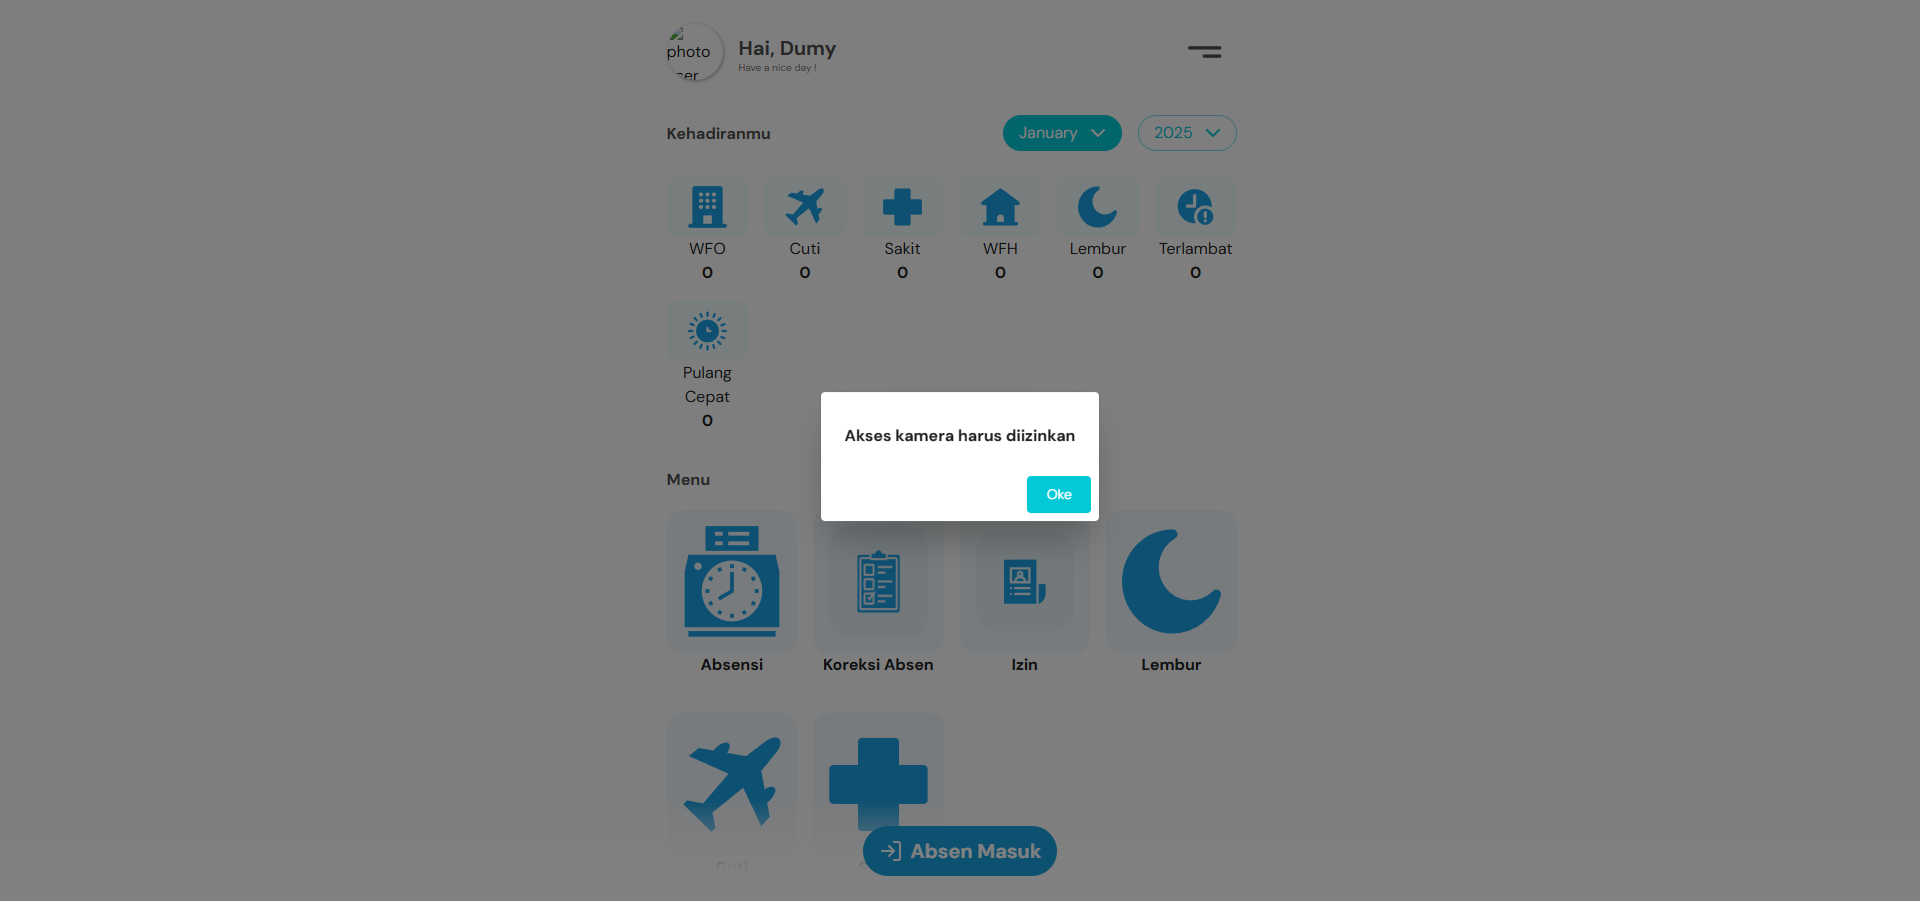 photo
ser
Hai, Dumy
Have a nice day !
Kehadiranmu
January
2025
WFO
0
Cuti
0
Sakit
0
WFH
0
Lembur
0
Terlambat
0
Pulang
Cepat
0
Akses kamera harus diizinkan
Oke
Menu
Absensi
Koreksi Absen
Izin
Lembur
Cuti
Absen Masuk